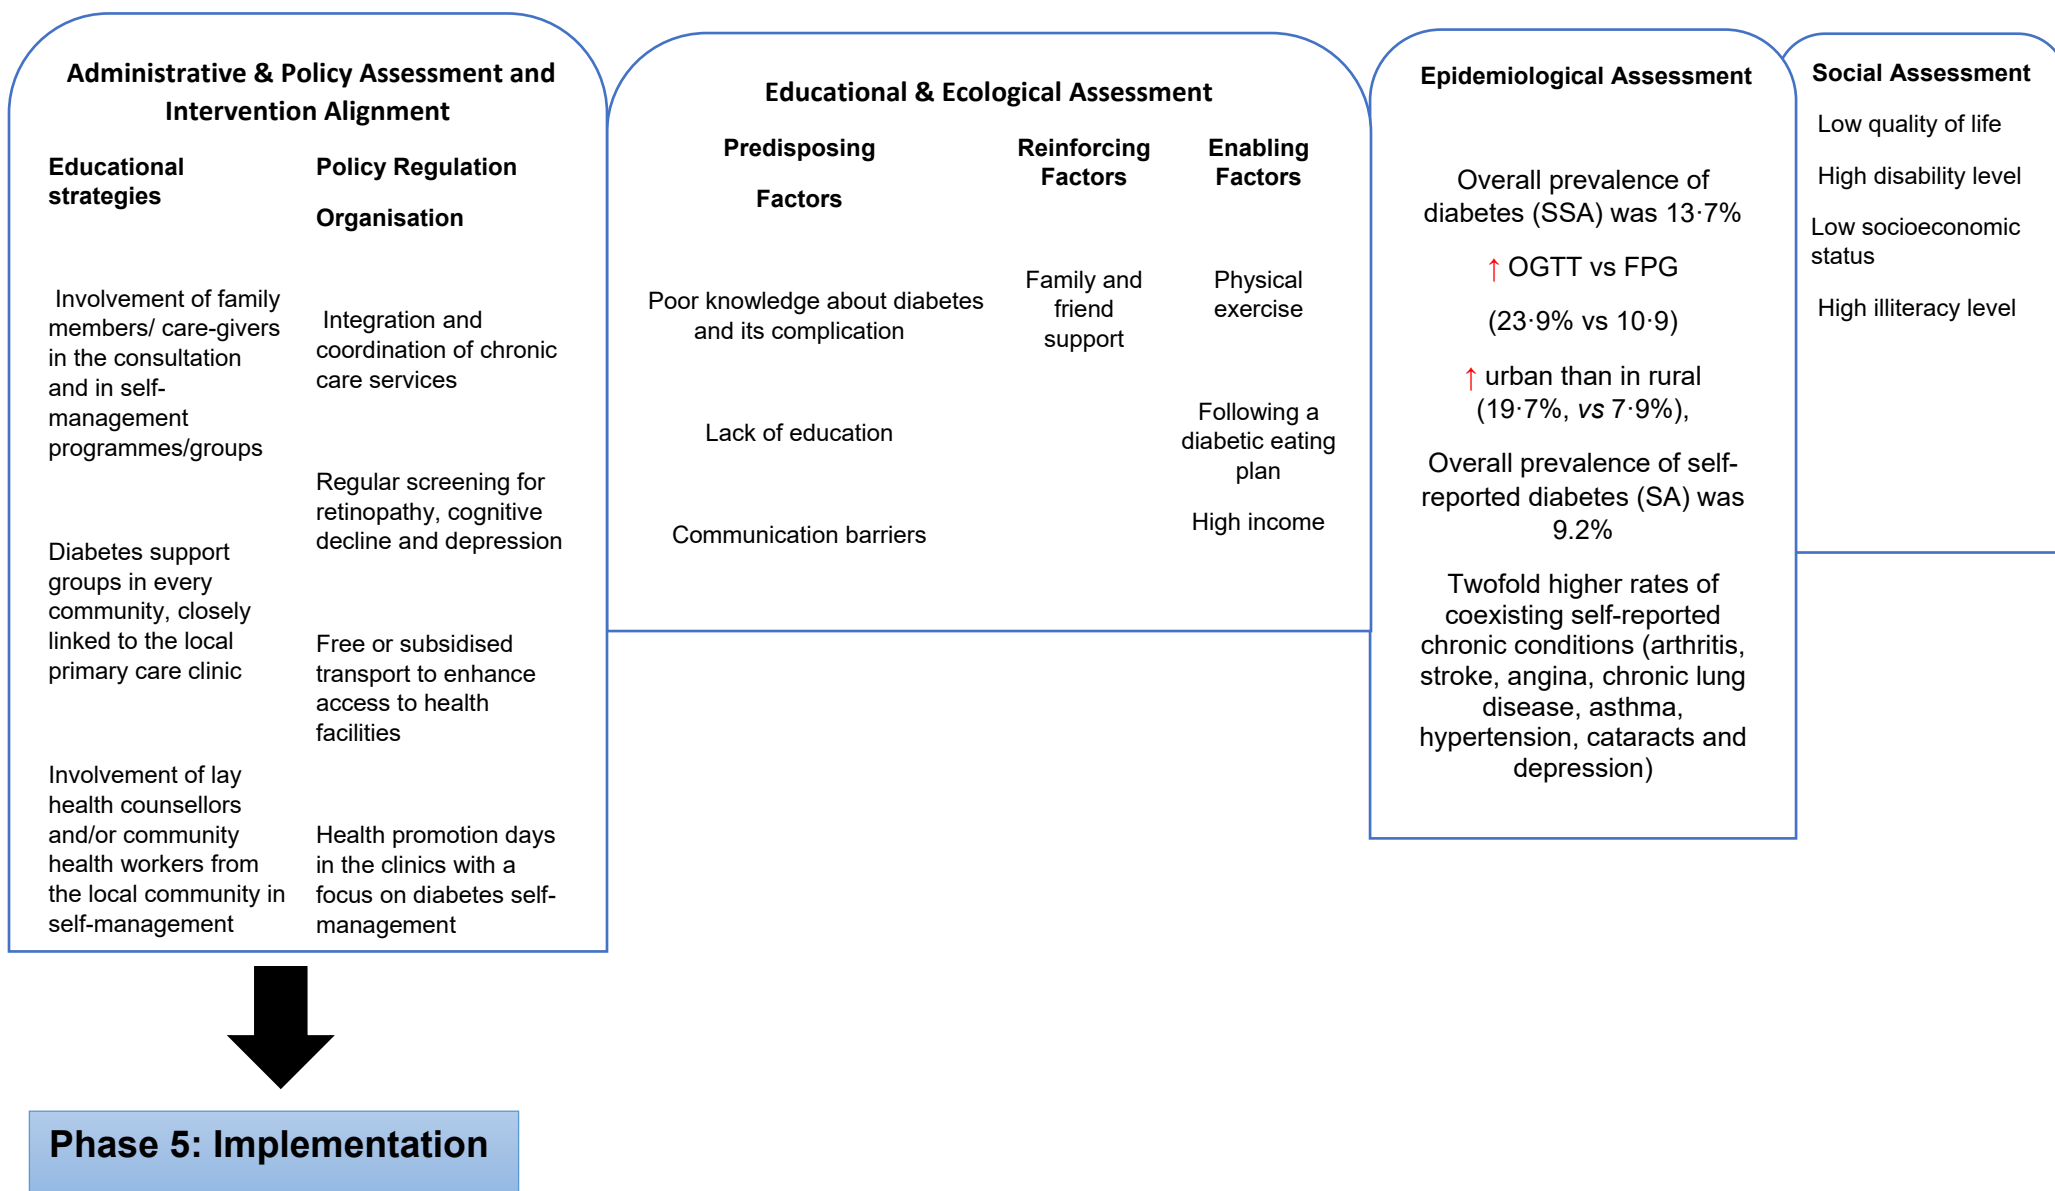 Administrative & Policy Assessment and
Intervention Alignment
Educational
strategies
Involvement of family
members/ care-givers
in the consultation
and in self-
management
programmes/groups
Diabetes support
groups in every
community, closely
linked to the local
primary care clinic
Involvement of lay
health counsellors
and/or community
health workers from
the local community in
self-management
Policy Regulation
Organisation
Integration and
coordination of chronic
care services
Regular screening for
retinopathy, cognitive
decline and depression
Free or subsidised
transport to enhance
access to health
facilities
Health promotion days
in the clinics with a
focus on diabetes self-
management
Educational & Ecological Assessment
Predisposing
Factors
Poor knowledge about diabetes
and its complication
Lack of education
Communication barriers
Reinforcing
Factors
Family and
friend
support
Enabling
Factors
Physical
exercise
Following a
diabetic eating
plan
High income
Epidemiological Assessment
Overall prevalence of
diabetes (SSA) was 13·7%
↑ OGTT vs FPG
(23·9% vs 10·9)
↑ urban than in rural
(19·7%, vs 7·9%),
Overall prevalence of self-
reported diabetes (SA) was
9.2%
Twofold higher rates of
coexisting self-reported
chronic conditions (arthritis,
stroke, angina, chronic lung
disease, asthma,
hypertension, cataracts and
depression)
Social Assessment
Low quality of life
High disability level
Low socioeconomic
status
High illiteracy level
Phase 5: Implementation